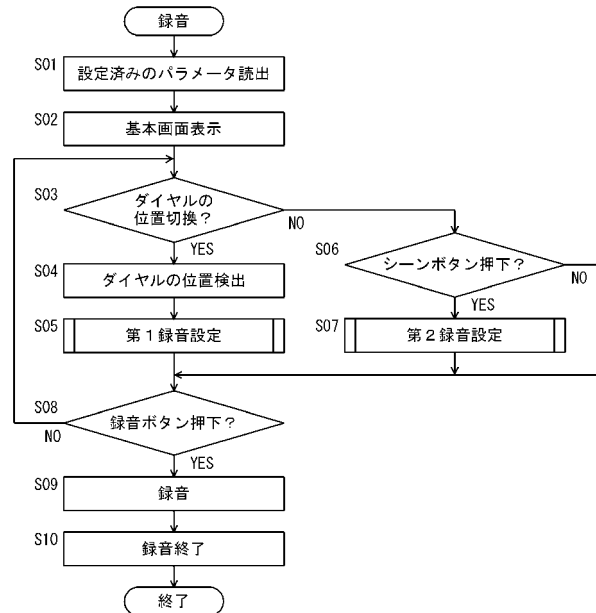 録音
S01
設定済みのパラメータ読出
S02
基本画面表示
S03
ダイヤルの
位置切換？
NO
YES
S04
ダイヤルの位置検出
S05
第１録音設定
S06
シーンボタン押下？
NO
YES
S07
第２録音設定
S08
録音ボタン押下？
NO
YES
S09
録音
S10
録音終了
終了